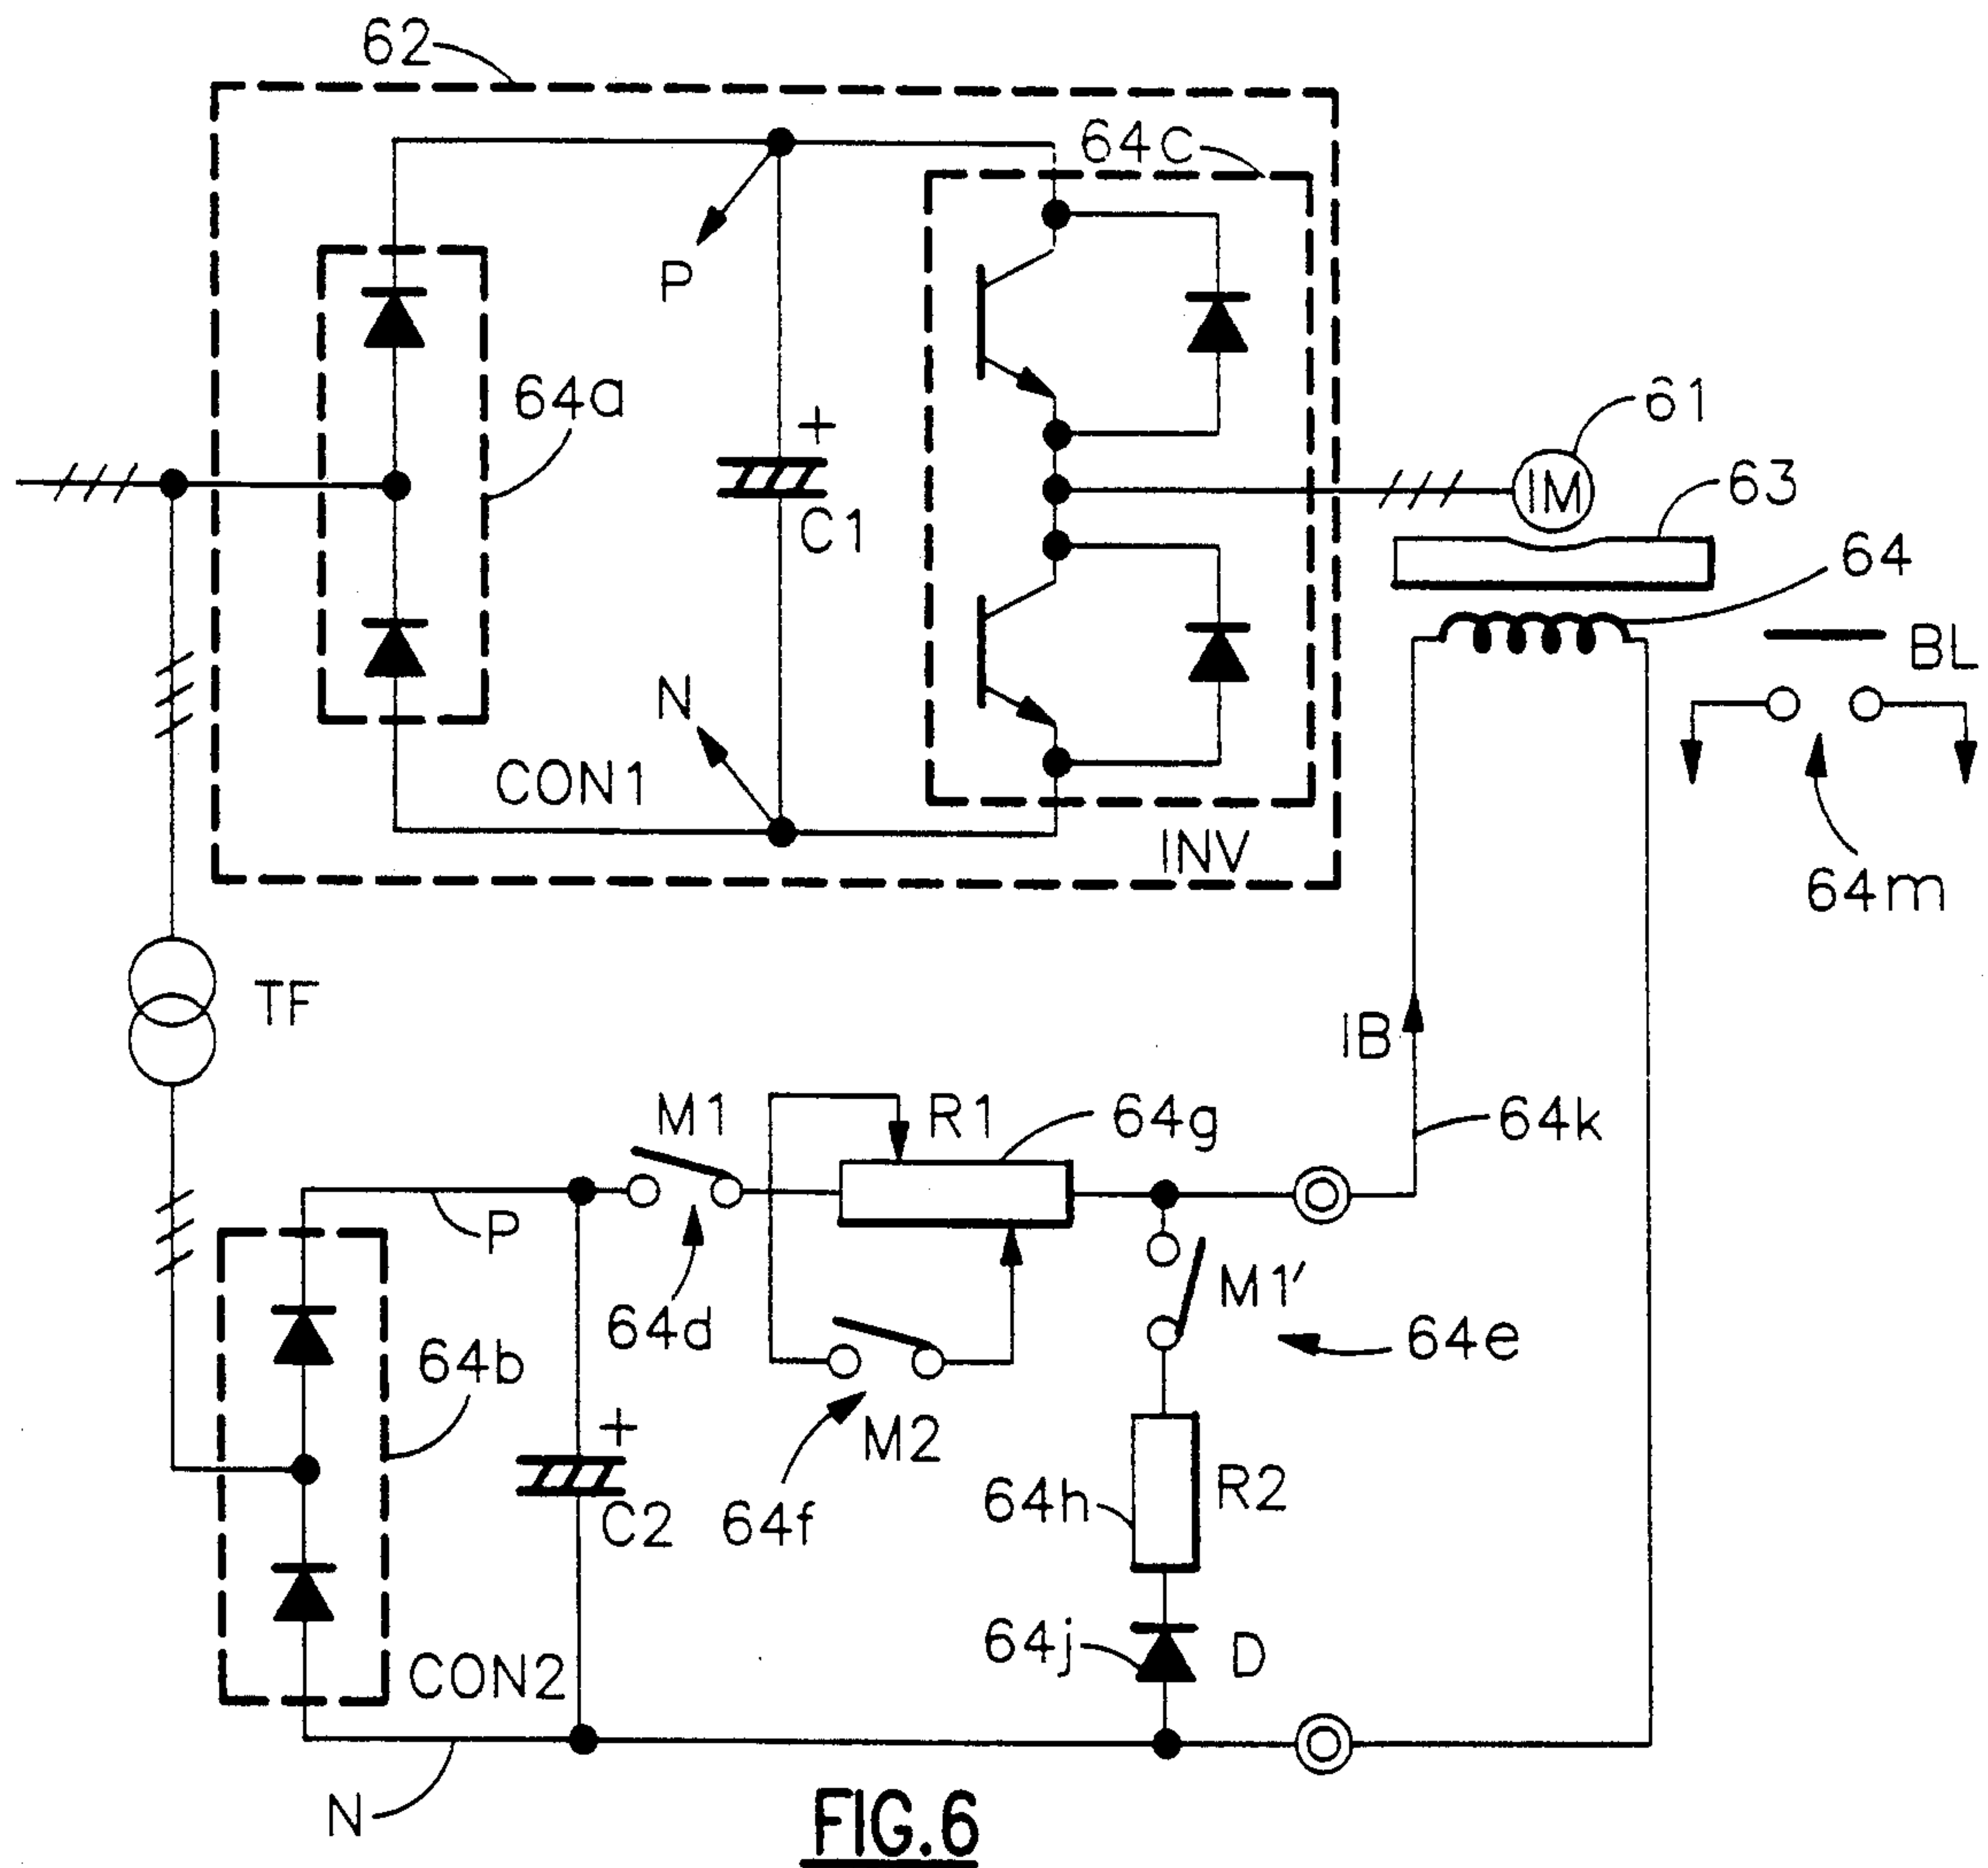 62
64c
P
64a
+
C1
61
IM
63
64
BL
N
CON1
INV
64m
TF
IB
M1
R1
64g
64k
P
64d
M1′
64e
64b
+
M2
C2
64f
64h
R2
64j
D
CON2
N
FIG.6